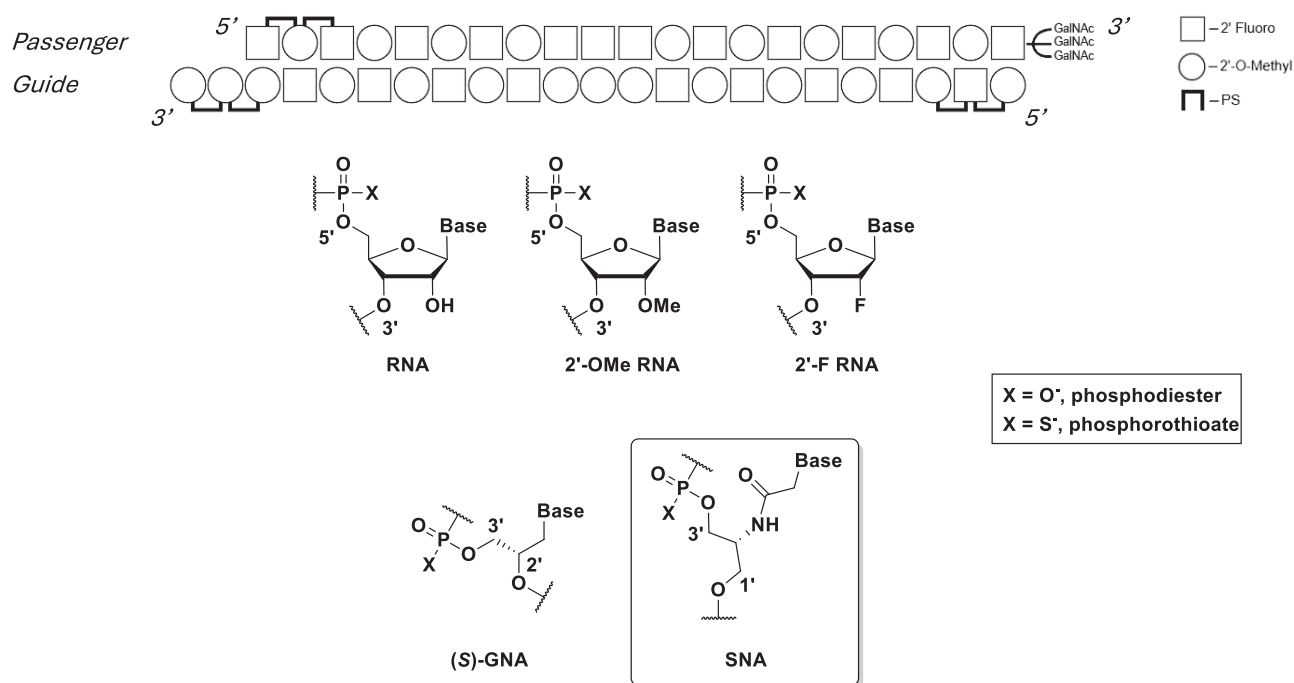 5’ 3’
Passenger
GalNAc
GalNAc
GalNAc
Guide
3’ 5’
–2' Fluoro
–2'-O-Methyl
–PS
O O O
P–X P–X P–X
O O O
5' Base 5' Base 5' Base
O O O
O OH O OMe O F
3' 3' 3'
RNA 2'-OMe RNA 2'-F RNA
X = O-, phosphodiester
X = S-, phosphorothioate
O P O X 3' Base 2' O
(S)-GNA
O P O X 3' O Base NH 1' O
SNA